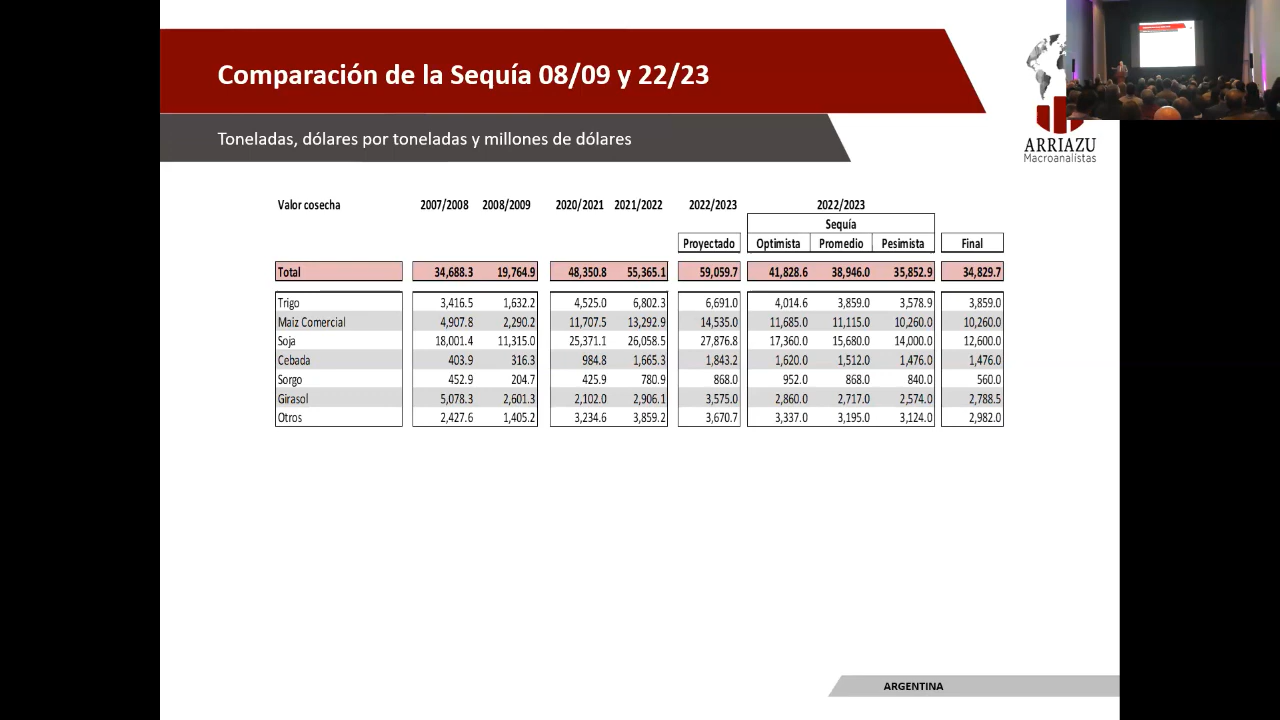 Comparación de la Sequía 08/09 y 22/23
Toneladas, dólares por toneladas y millones de dólares
ARRIAZU
Macroanalistas
Valor cosecha 2007/2008 2008/2009 2020/2021 2021/2022 2022/2023 2022/2023
Sequía
Proyectado Optimista Promedio Pesimista Final
Total 34,688.3 19,764.9 48,350.8 55,365.1 59,059.7 41,828.6 38,946.0 35,852.9 34,829.7
Trigo 3,416.5 1,632.2 4,525.0 6,802.3 6,691.0 4,014.6 3,859.0 3,578.9 3,859.0
Maiz Comercial 4,907.8 2,290.2 11,707.5 13,292.9 14,535.0 11,685.0 11,115.0 10,260.0 10,260.0
Soja 18,001.4 11,315.0 25,371.1 26,058.5 27,876.8 17,360.0 15,680.0 14,000.0 12,600.0
Cebada 403.9 316.3 984.8 1,665.3 1,843.2 1,620.0 1,512.0 1,476.0 1,476.0
Sorgo 452.9 204.7 425.9 780.9 868.0 952.0 868.0 840.0 560.0
Girasol 5,078.3 2,601.3 2,102.0 2,906.1 3,575.0 2,860.0 2,717.0 2,574.0 2,788.5
Otros 2,427.6 1,405.2 3,234.6 3,859.2 3,670.7 3,337.0 3,195.0 3,124.0 2,982.0
ARGENTINA